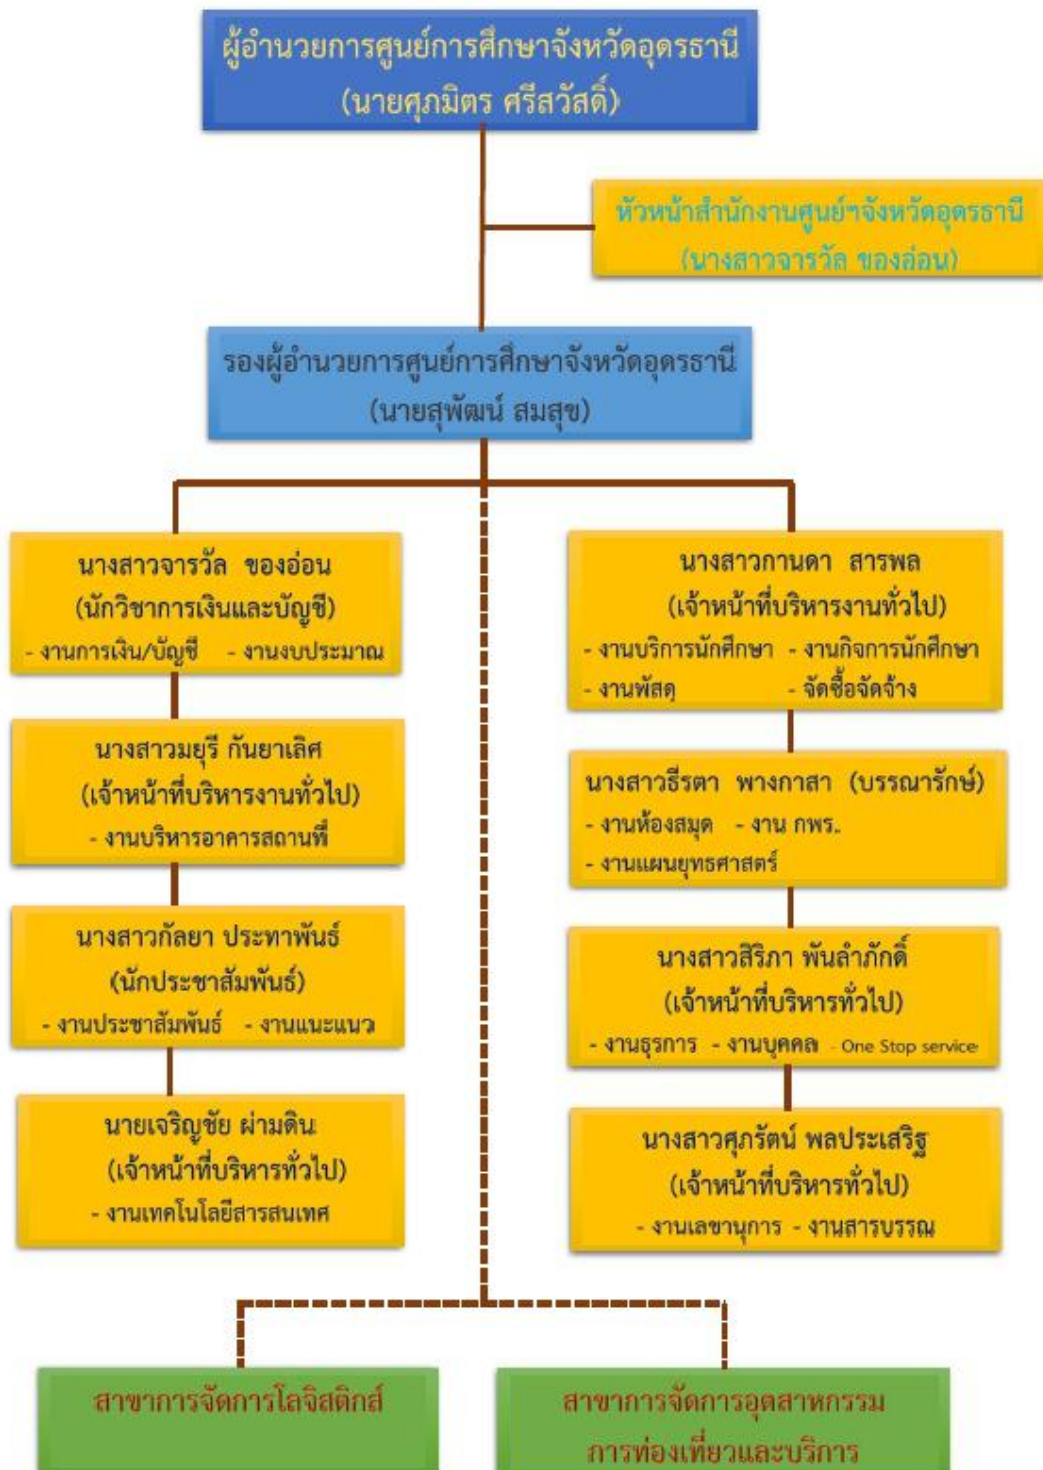 ผู้อำนวยการศูนย์การศึกษาจังหวัดอุดรธานี
(นายศุภมิตร ศรีสวัสดิ์)
หัวหน้าสำนักงานศูนย์ฯจังหวัดอุดรธานี
(นางสาวจารวัล ของอ่อน)
รองผู้อำนวยการศูนย์การศึกษาจังหวัดอุดรธานี
(นายสุพัฒน์ สมสุข)
นางสาวจารวัล ของอ่อน
(นักวิชาการเงินและบัญชี)
- งานการเงิน/บัญชี - งานงบประมาณ
นางสาวมยุรี กันยาเลิศ
(เจ้าหน้าที่บริหารงานทั่วไป)
- งานบริหารอาคารสถานที่
นางสาวกัลยา ประทาพันธ์
(นักประชาสัมพันธ์)
- งานประชาสัมพันธ์ - งานแนะแนว
นายเจริญชัย ผ่ามดิน
(เจ้าหน้าที่บริหารทั่วไป)
- งานเทคโนโลยีสารสนเทศ
นางสาวกานดา สารพล
(เจ้าหน้าที่บริหารงานทั่วไป)
- งานบริการนักศึกษา - งานกิจการนักศึกษา
- งานพัสดุ - จัดซื้อจัดจ้าง
นางสาวธีรตา พางกาสา (บรรณารักษ์)
- งานห้องสมุด - งาน กพร.
- งานแผนยุทธศาสตร์
นางสาวสิริภา พันลำภักดิ์
(เจ้าหน้าที่บริหารทั่วไป)
- งานธุรการ - งานบุคคล - One Stop service
นางสาวศุภรัตน์ พลประเสริฐ
(เจ้าหน้าที่บริหารทั่วไป)
- งานเลขานุการ - งานสารบรรณ
สาขาการจัดการโลจิสติกส์
สาขาการจัดการอุตสาหกรรม
การท่องเที่ยวและบริการ